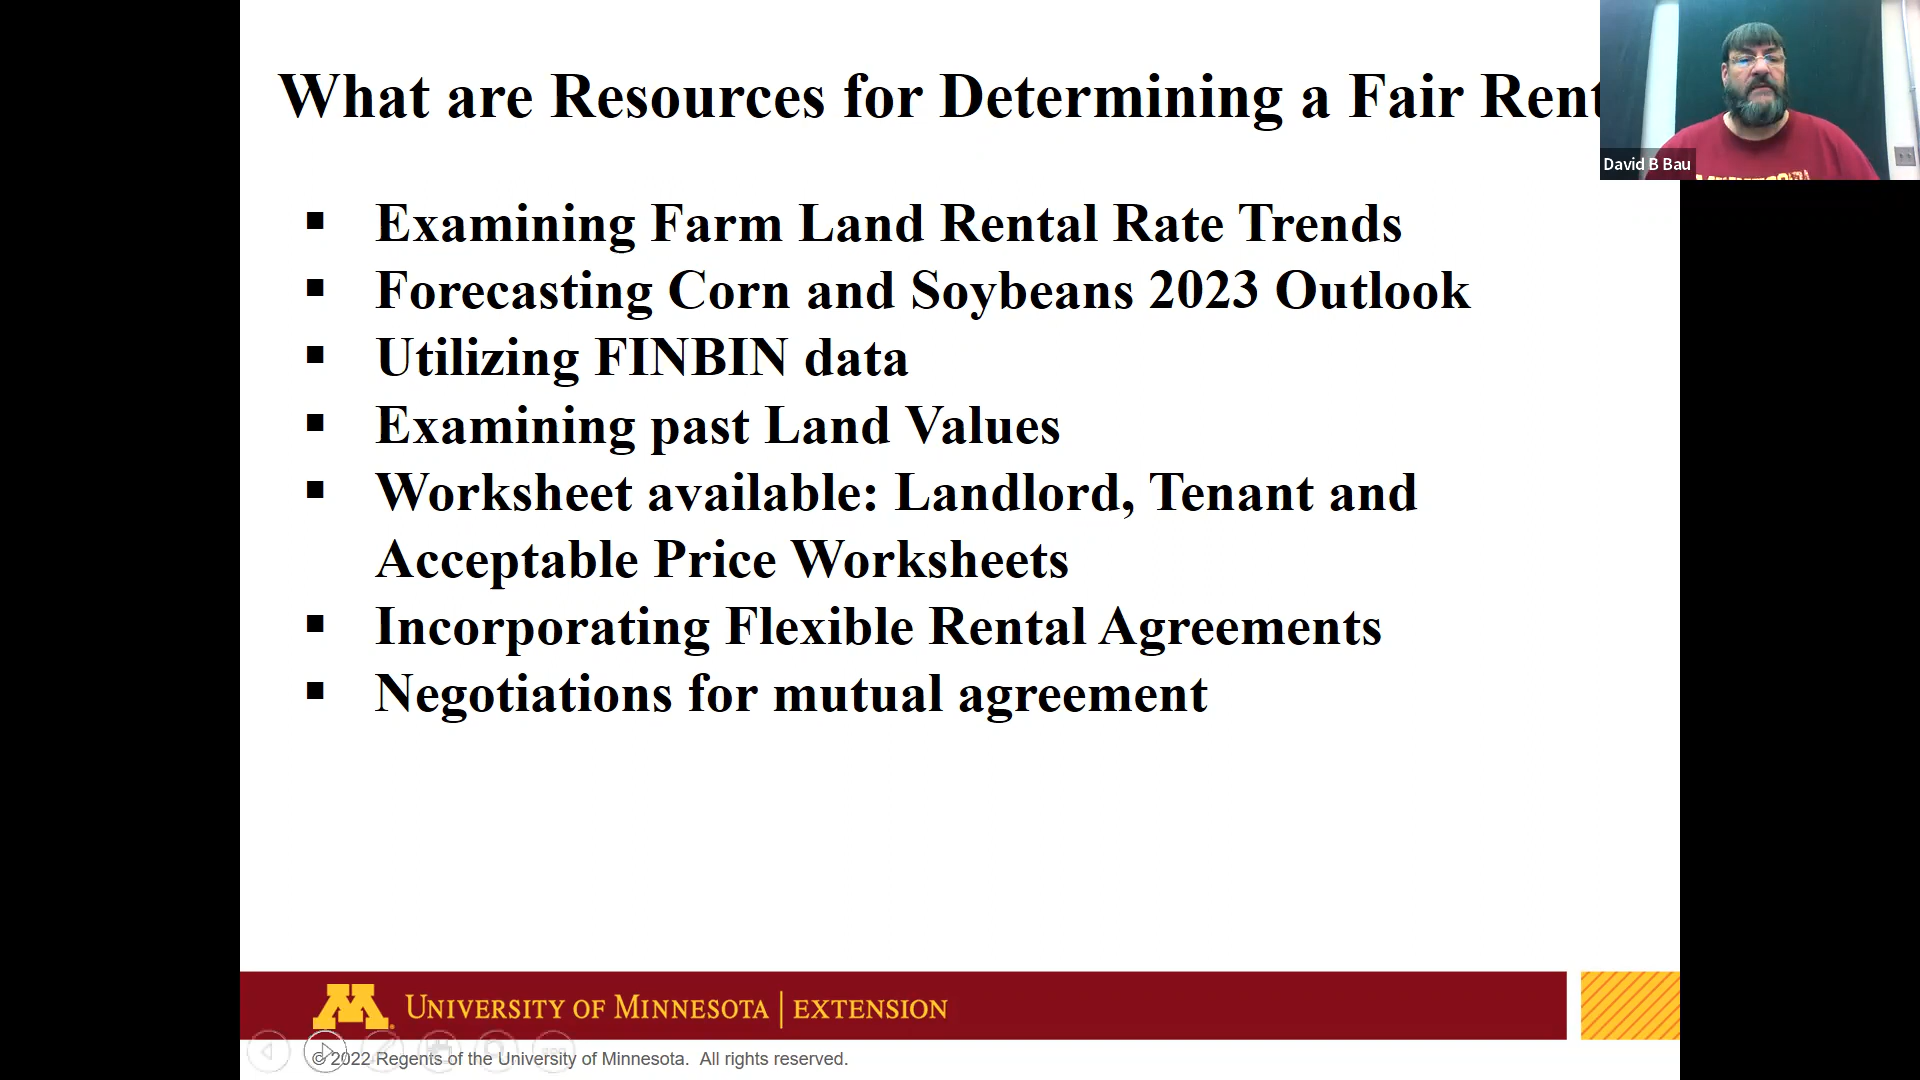 What are Resources for Determining a Fair Rent
David B Bau
▪ Examining Farm Land Rental Rate Trends
▪ Forecasting Corn and Soybeans 2023 Outlook
▪ Utilizing FINBIN data
▪ Examining past Land Values
▪ Worksheet available: Landlord, Tenant and
Acceptable Price Worksheets
▪ Incorporating Flexible Rental Agreements
▪ Negotiations for mutual agreement
UNIVERSITY OF MINNESOTA | EXTENSION
© 2022 Regents of the University of Minnesota. All rights reserved.